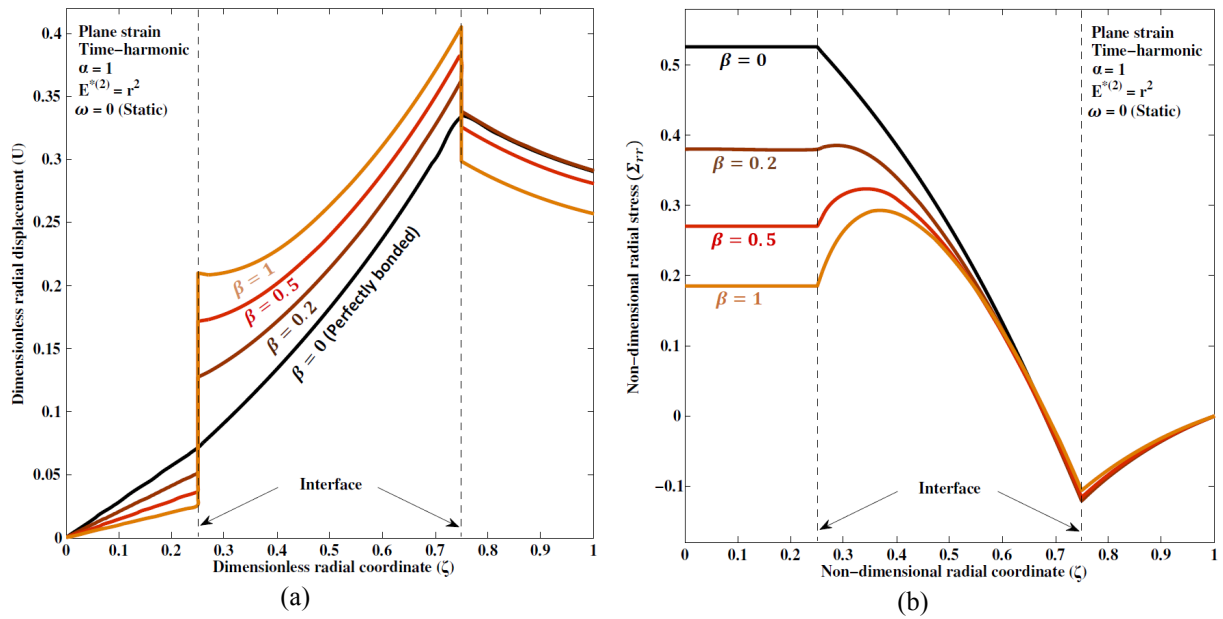 Plane strain
Time-harmonic
α = 1
E*(2) = r²
ω = 0 (Static)
Dimensionless radial displacement (U)
0.4
0.35
0.3
0.25
0.2
0.15
0.1
0.05
0
β = 1
β = 0.5
β = 0.2
β = 0 (Perfectly bonded)
Interface
0 0.1 0.2 0.3 0.4 0.5 0.6 0.7 0.8 0.9 1
Dimensionless radial coordinate (ζ)
(a)
Plane strain
Time-harmonic
α = 1
E*(2) = r²
ω = 0 (Static)
Non-dimensional radial stress (Σrr)
0.5
0.4
0.3
0.2
0.1
0
−0.1
β = 0
β = 0.2
β = 0.5
β = 1
Interface
0 0.1 0.2 0.3 0.4 0.5 0.6 0.7 0.8 0.9 1
Non-dimensional radial coordinate (ζ)
(b)